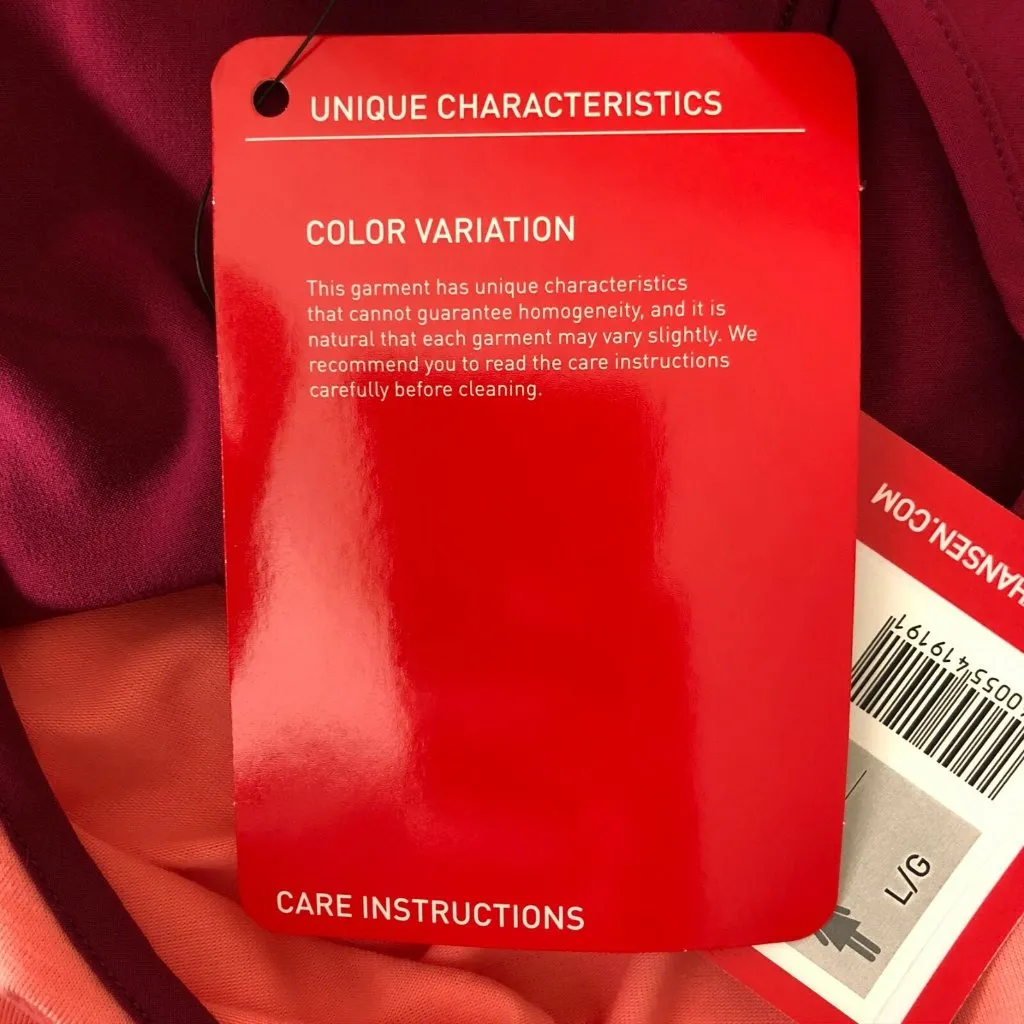 UNIQUE CHARACTERISTICS
COLOR VARIATION
This garment has unique characteristics
that cannot guarantee homogeneity, and it is
natural that each garment may vary slightly. We
recommend you to read the care instructions
carefully before cleaning.
CARE INSTRUCTIONS
HANSEN.COM
0055419191
L/G